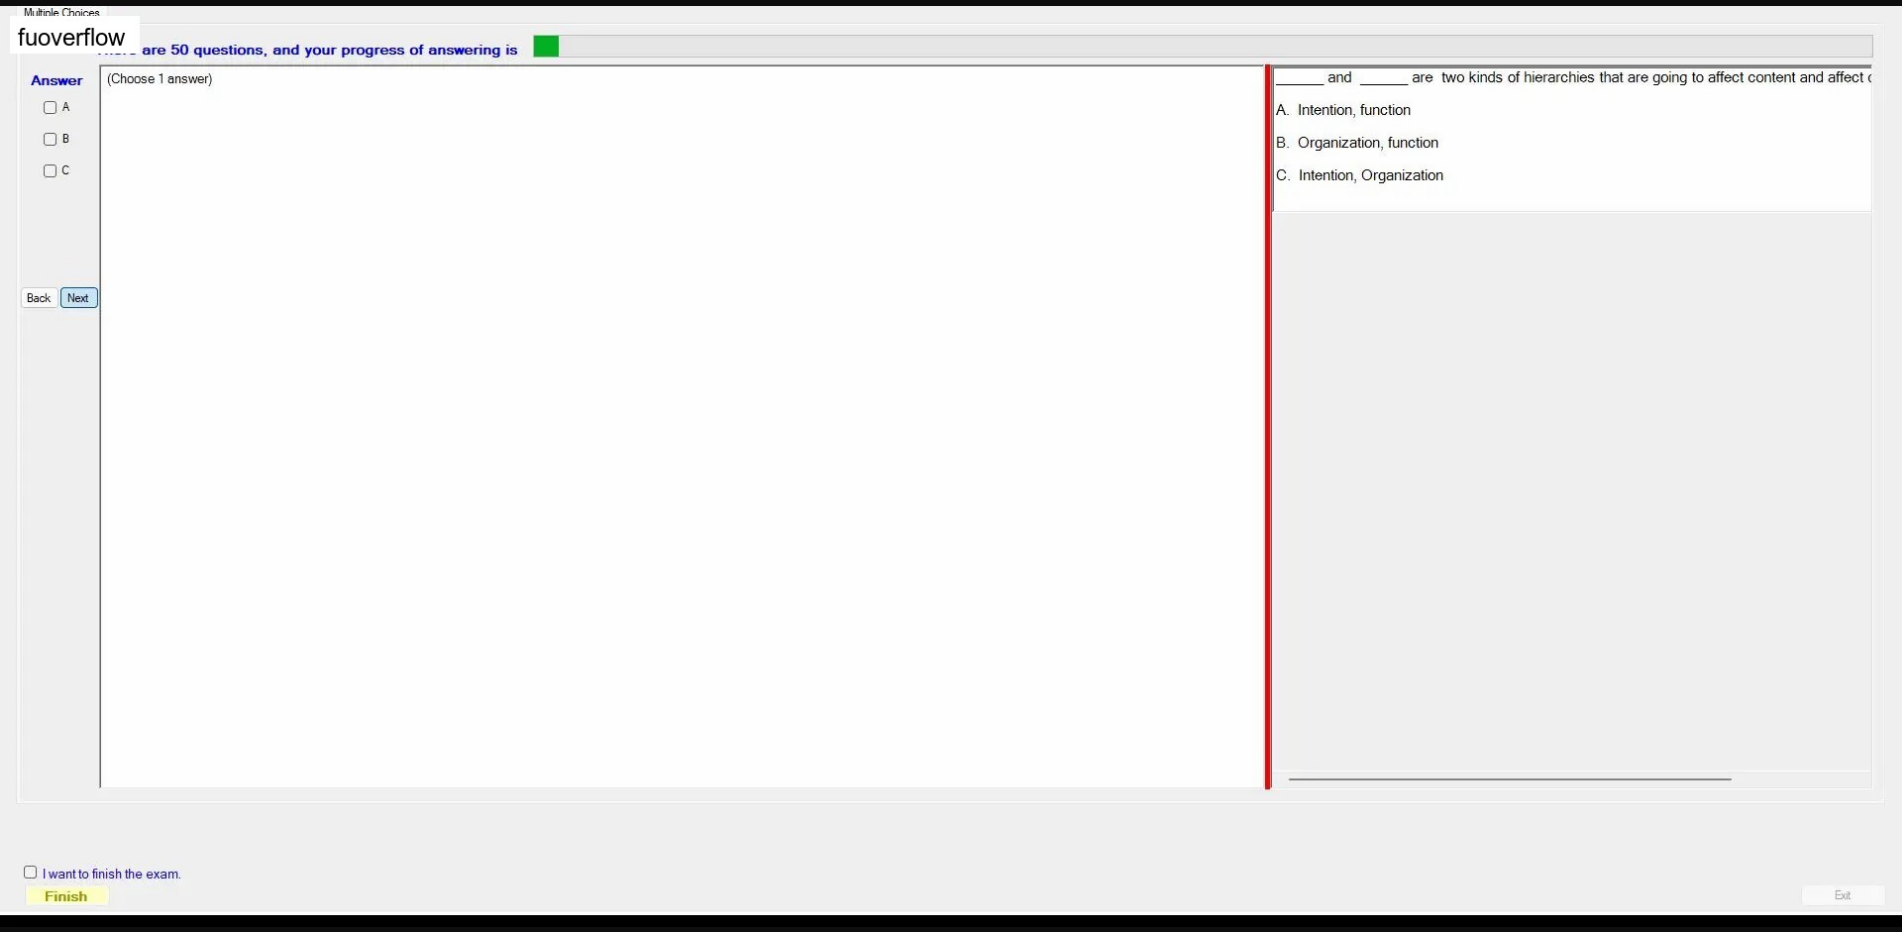 Multiple Choices
fuoverflow
are 50 questions, and your progress of answering is
Answer
(Choose 1 answer)
A
B
C
Back Next
______ and ______ are two kinds of hierarchies that are going to affect content and affect
A. Intention, function
B. Organization, function
C. Intention, Organization
I want to finish the exam.
Finish
Exit